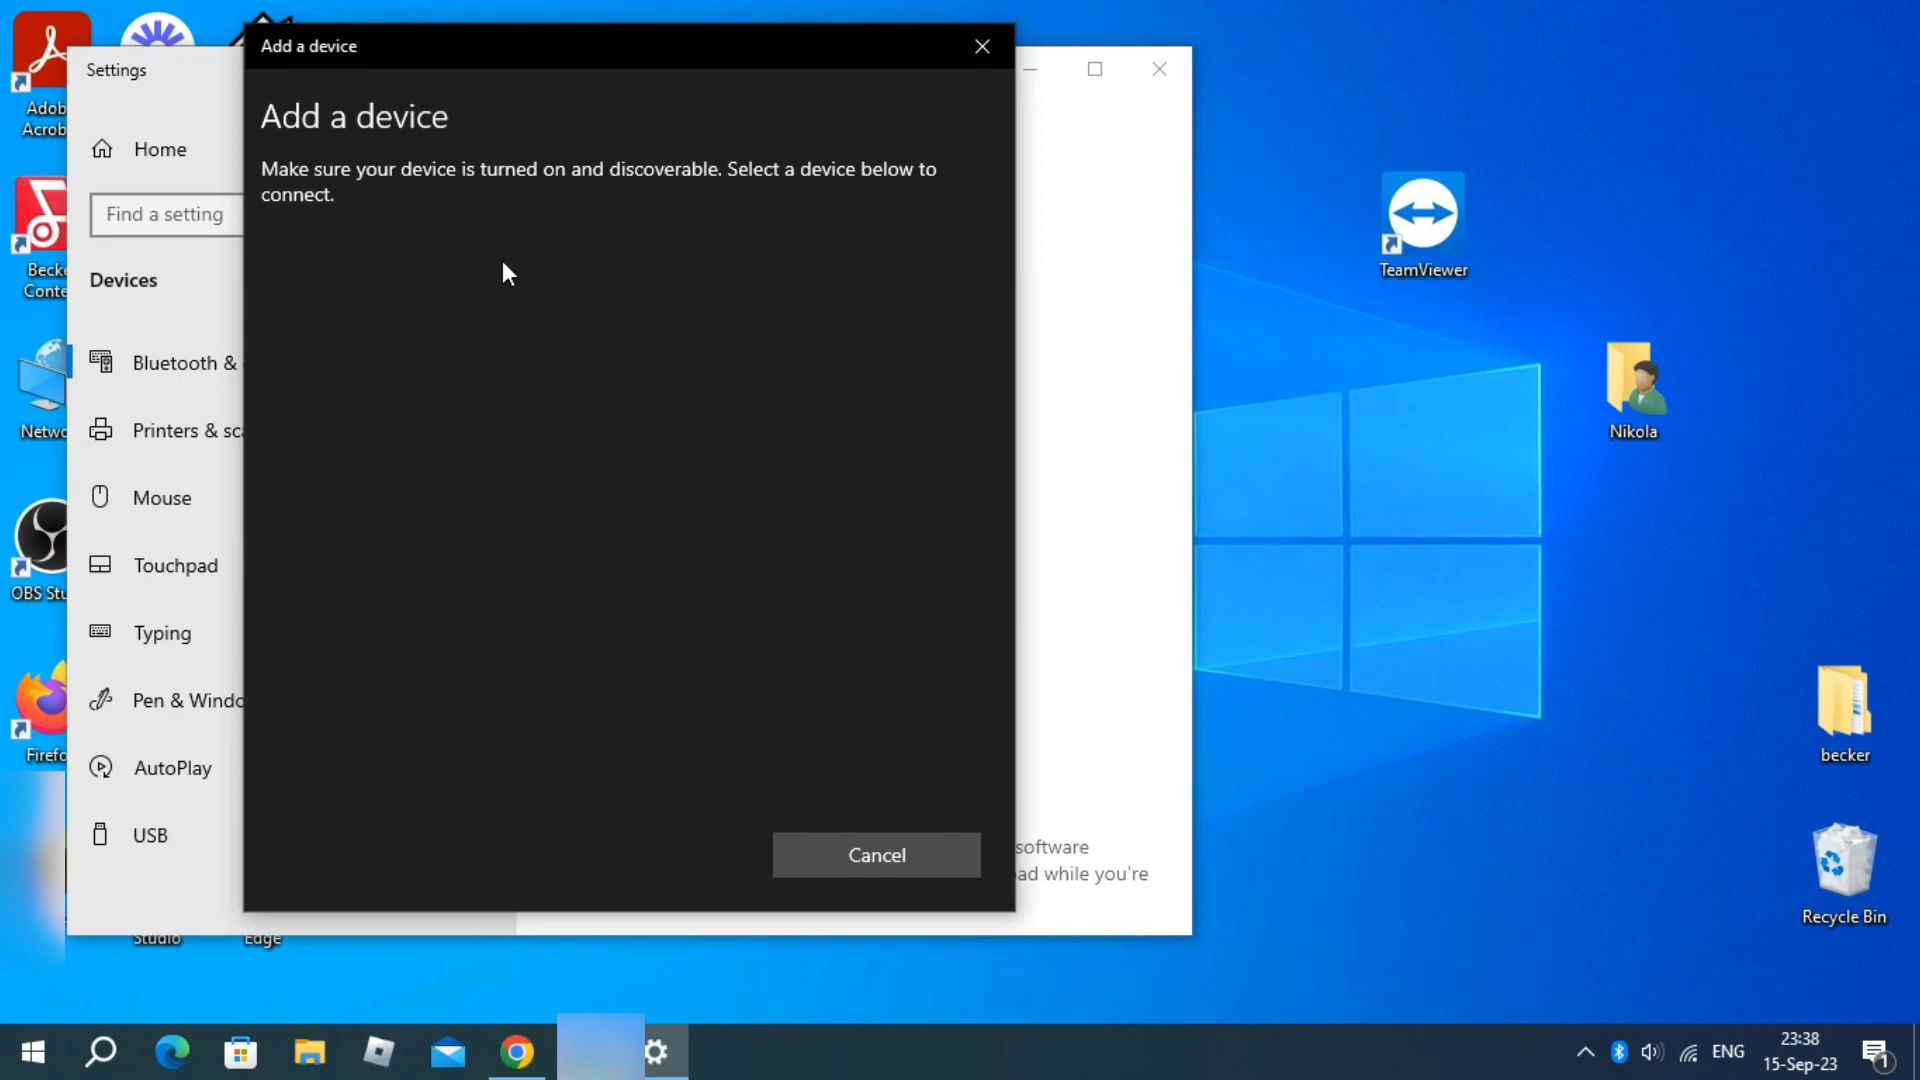 Add a device
Add a device
Make sure your device is turned on and discoverable. Select a device below to
connect.
Cancel
Settings
Home
Find a setting
Devices
Bluetooth &
Printers & sca
Mouse
Touchpad
Typing
Pen & Windo
AutoPlay
USB
software
ad while you're
Adob
Acrob
Becke
Conte
Netwo
OBS Stu
Firefo
Studio
Edge
TeamViewer
Nikola
becker
Recycle Bin
ENG
23:38
15-Sep-23
1